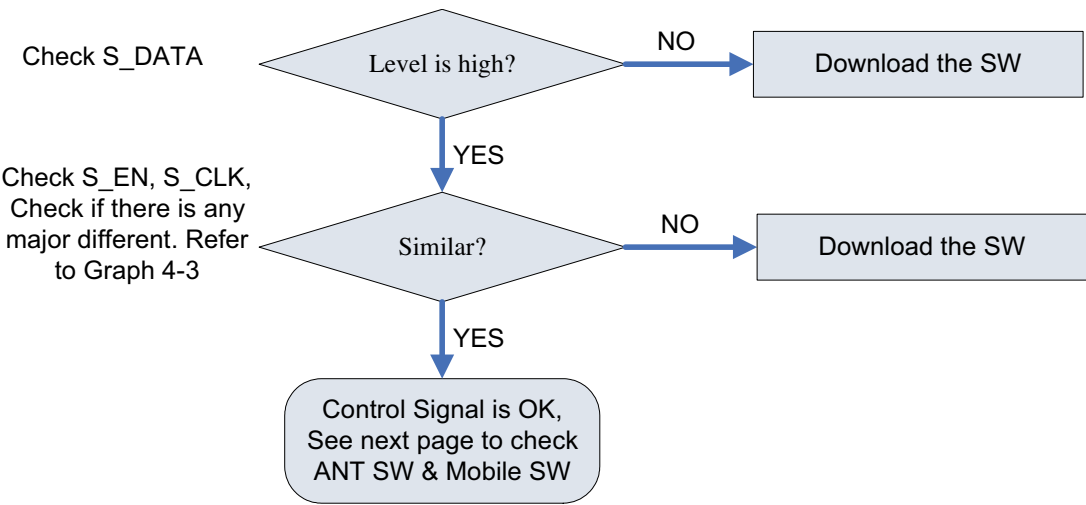 Check S_DATA
Level is high?
NO
Download the SW
YES
Check S_EN, S_CLK,
Check if there is any
major different. Refer
to Graph 4-3
Similar?
NO
Download the SW
YES
Control Signal is OK,
See next page to check
ANT SW & Mobile SW